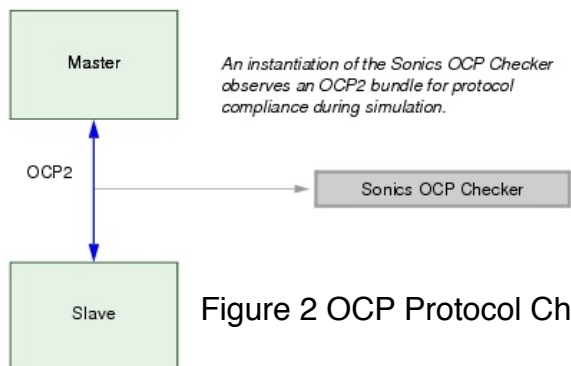 Master
An instantiation of the Sonics OCP Checker
observes an OCP2 bundle for protocol
compliance during simulation.
OCP2
Sonics OCP Checker
Slave
Figure 2 OCP Protocol Ch